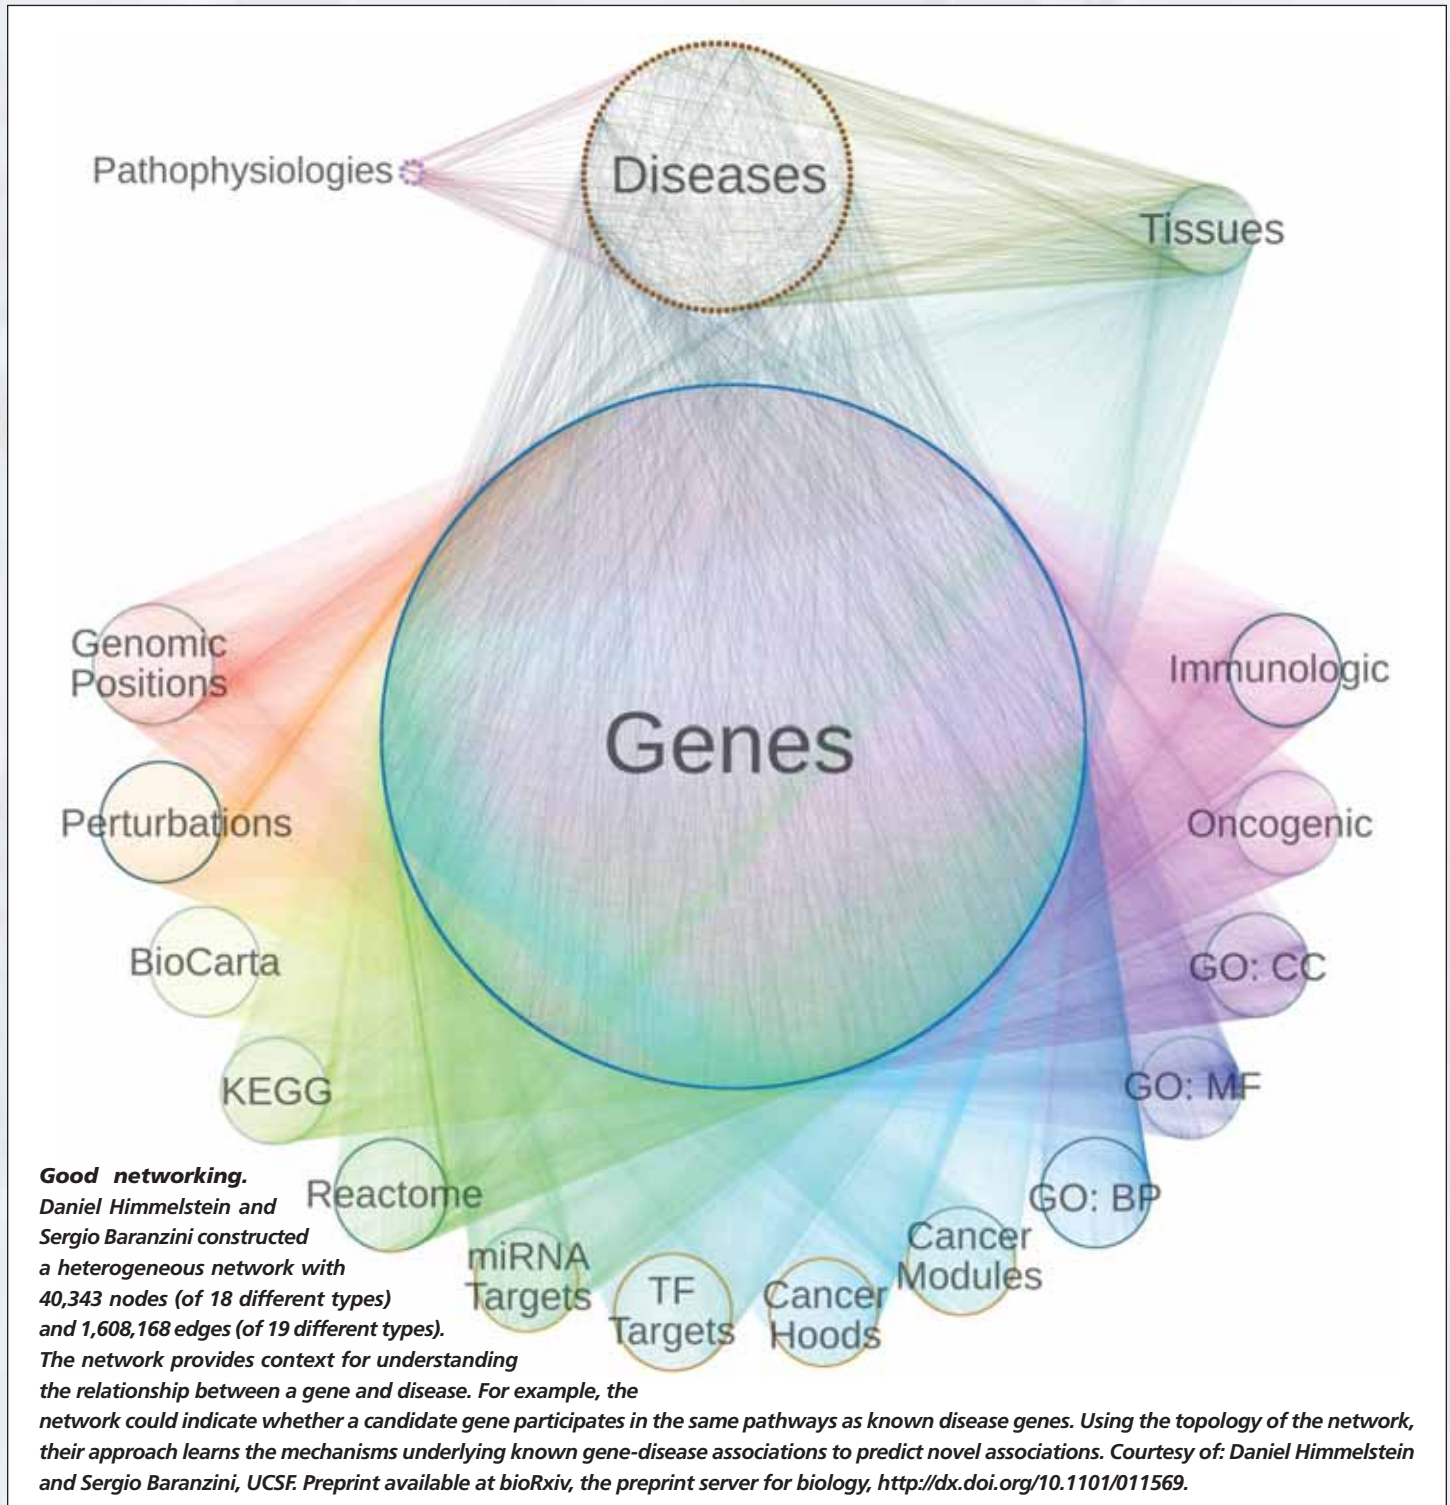 Diseases
Pathophysiologies
Tissues
Genes
Genomic
Positions
Immunologic
Perturbations
Oncogenic
BioCarta
GO: CC
KEGG
GO: MF
Reactome
GO: BP
miRNA
Targets
TF
Targets
Cancer
Hoods
Cancer
Modules
Good networking.
Daniel Himmelstein and
Sergio Baranzini constructed
a heterogeneous network with
40,343 nodes (of 18 different types)
and 1,608,168 edges (of 19 different types).
The network provides context for understanding
the relationship between a gene and disease. For example, the
network could indicate whether a candidate gene participates in the same pathways as known disease genes. Using the topology of the network,
their approach learns the mechanisms underlying known gene-disease associations to predict novel associations. Courtesy of: Daniel Himmelstein
and Sergio Baranzini, UCSF. Preprint available at bioRxiv, the preprint server for biology, http://dx.doi.org/10.1101/011569.